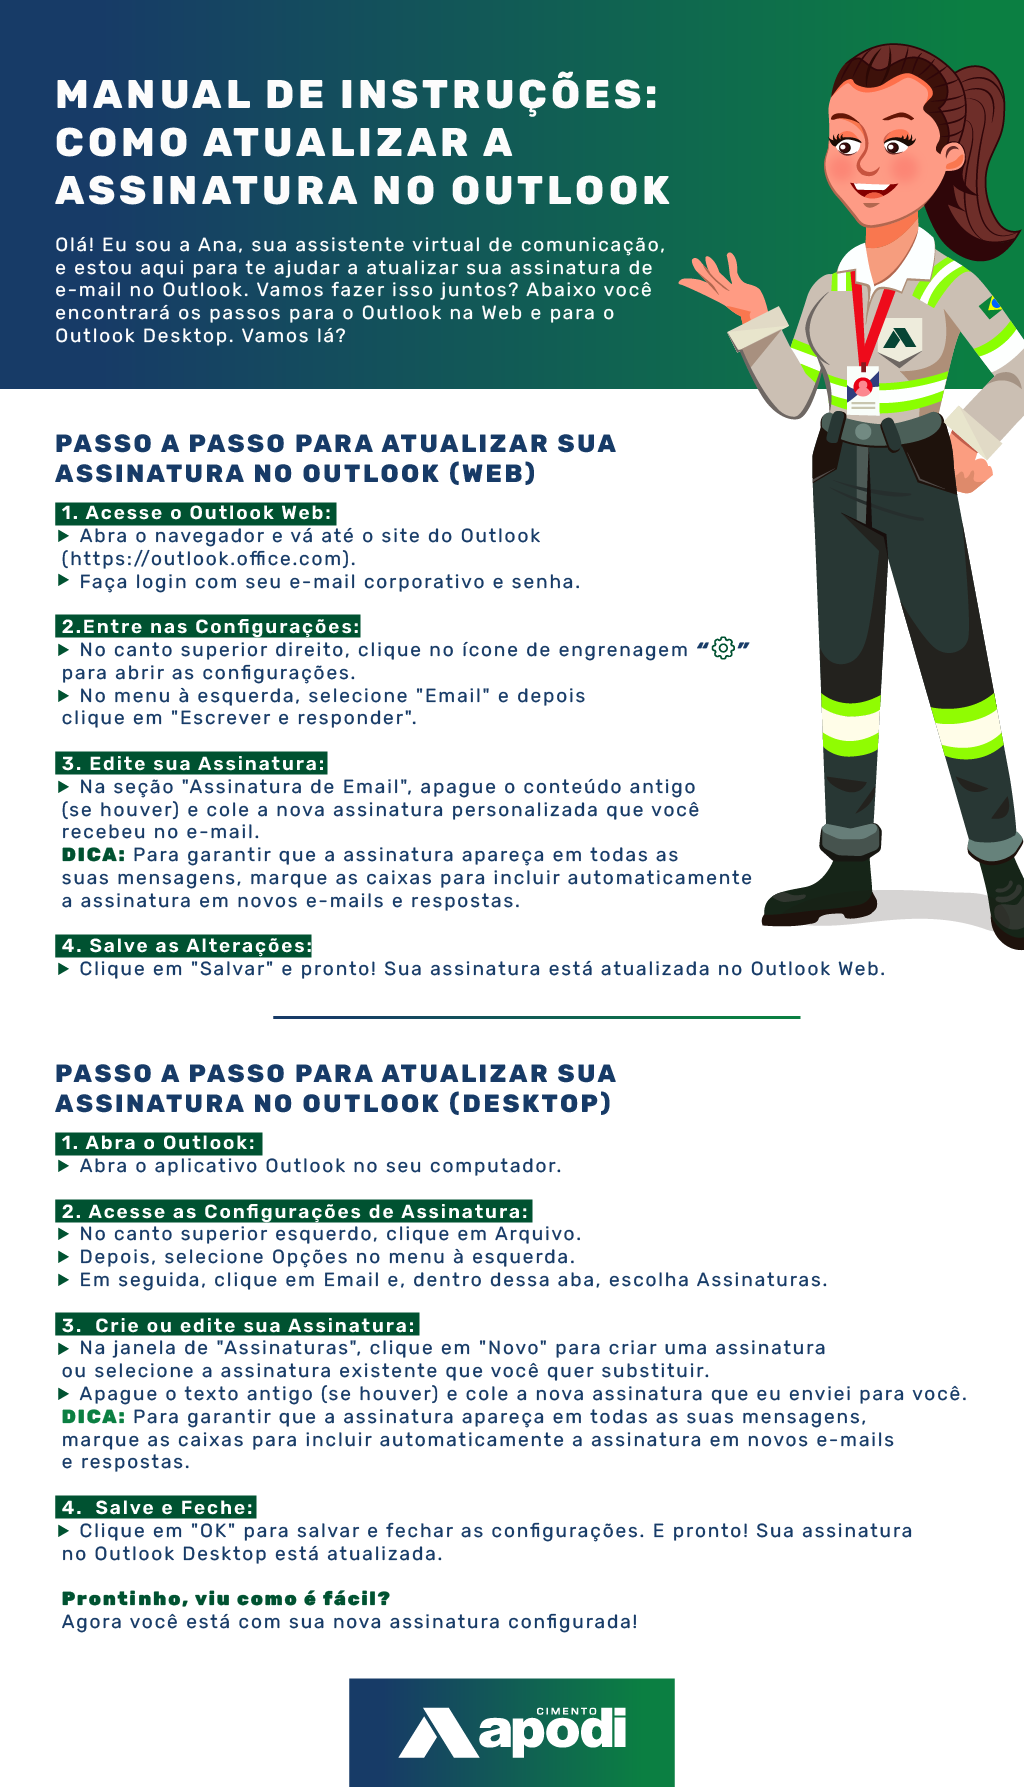 MANUAL DE INSTRUÇÕES:
COMO ATUALIZAR A
ASSINATURA NO OUTLOOK
Olá! Eu sou a Ana, sua assistente virtual de comunicação,
e estou aqui para te ajudar a atualizar sua assinatura de
e-mail no Outlook. Vamos fazer isso juntos? Abaixo você
encontrará os passos para o Outlook na Web e para o
Outlook Desktop. Vamos lá?
PASSO A PASSO PARA ATUALIZAR SUA
ASSINATURA NO OUTLOOK (WEB)
1. Acesse o Outlook Web:
▶ Abra o navegador e vá até o site do Outlook
(https://outlook.office.com).
▶ Faça login com seu e-mail corporativo e senha.
2.Entre nas Configurações:
▶ No canto superior direito, clique no ícone de engrenagem “⚙”
para abrir as configurações.
▶ No menu à esquerda, selecione "Email" e depois
clique em "Escrever e responder".
3. Edite sua Assinatura:
▶ Na seção "Assinatura de Email", apague o conteúdo antigo
(se houver) e cole a nova assinatura personalizada que você
recebeu no e-mail.
DICA: Para garantir que a assinatura apareça em todas as
suas mensagens, marque as caixas para incluir automaticamente
a assinatura em novos e-mails e respostas.
4. Salve as Alterações:
▶ Clique em "Salvar" e pronto! Sua assinatura está atualizada no Outlook Web.
PASSO A PASSO PARA ATUALIZAR SUA
ASSINATURA NO OUTLOOK (DESKTOP)
1. Abra o Outlook:
▶ Abra o aplicativo Outlook no seu computador.
2. Acesse as Configurações de Assinatura:
▶ No canto superior esquerdo, clique em Arquivo.
▶ Depois, selecione Opções no menu à esquerda.
▶ Em seguida, clique em Email e, dentro dessa aba, escolha Assinaturas.
3. Crie ou edite sua Assinatura:
▶ Na janela de "Assinaturas", clique em "Novo" para criar uma assinatura
ou selecione a assinatura existente que você quer substituir.
▶ Apague o texto antigo (se houver) e cole a nova assinatura que eu enviei para você.
DICA: Para garantir que a assinatura apareça em todas as suas mensagens,
marque as caixas para incluir automaticamente a assinatura em novos e-mails
e respostas.
4. Salve e Feche:
▶ Clique em "OK" para salvar e fechar as configurações. E pronto! Sua assinatura
no Outlook Desktop está atualizada.
Prontinho, viu como é fácil?
Agora você está com sua nova assinatura configurada!
CIMENTO
apodi